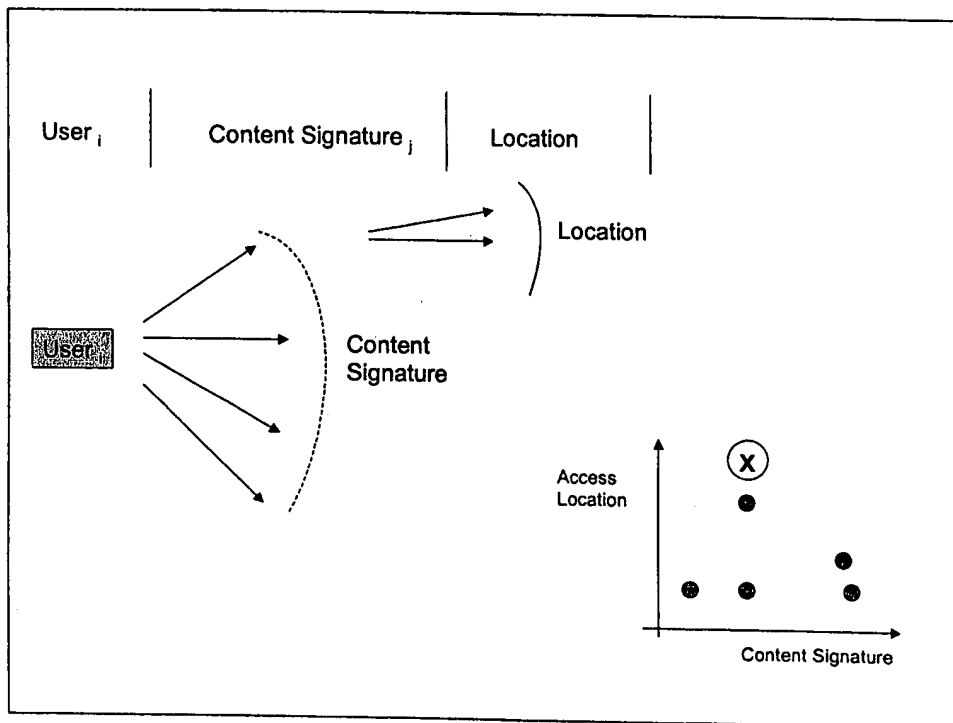 User i
Content Signature j
Location
Location
User i
Content
Signature
Access
Location
X
Content Signature